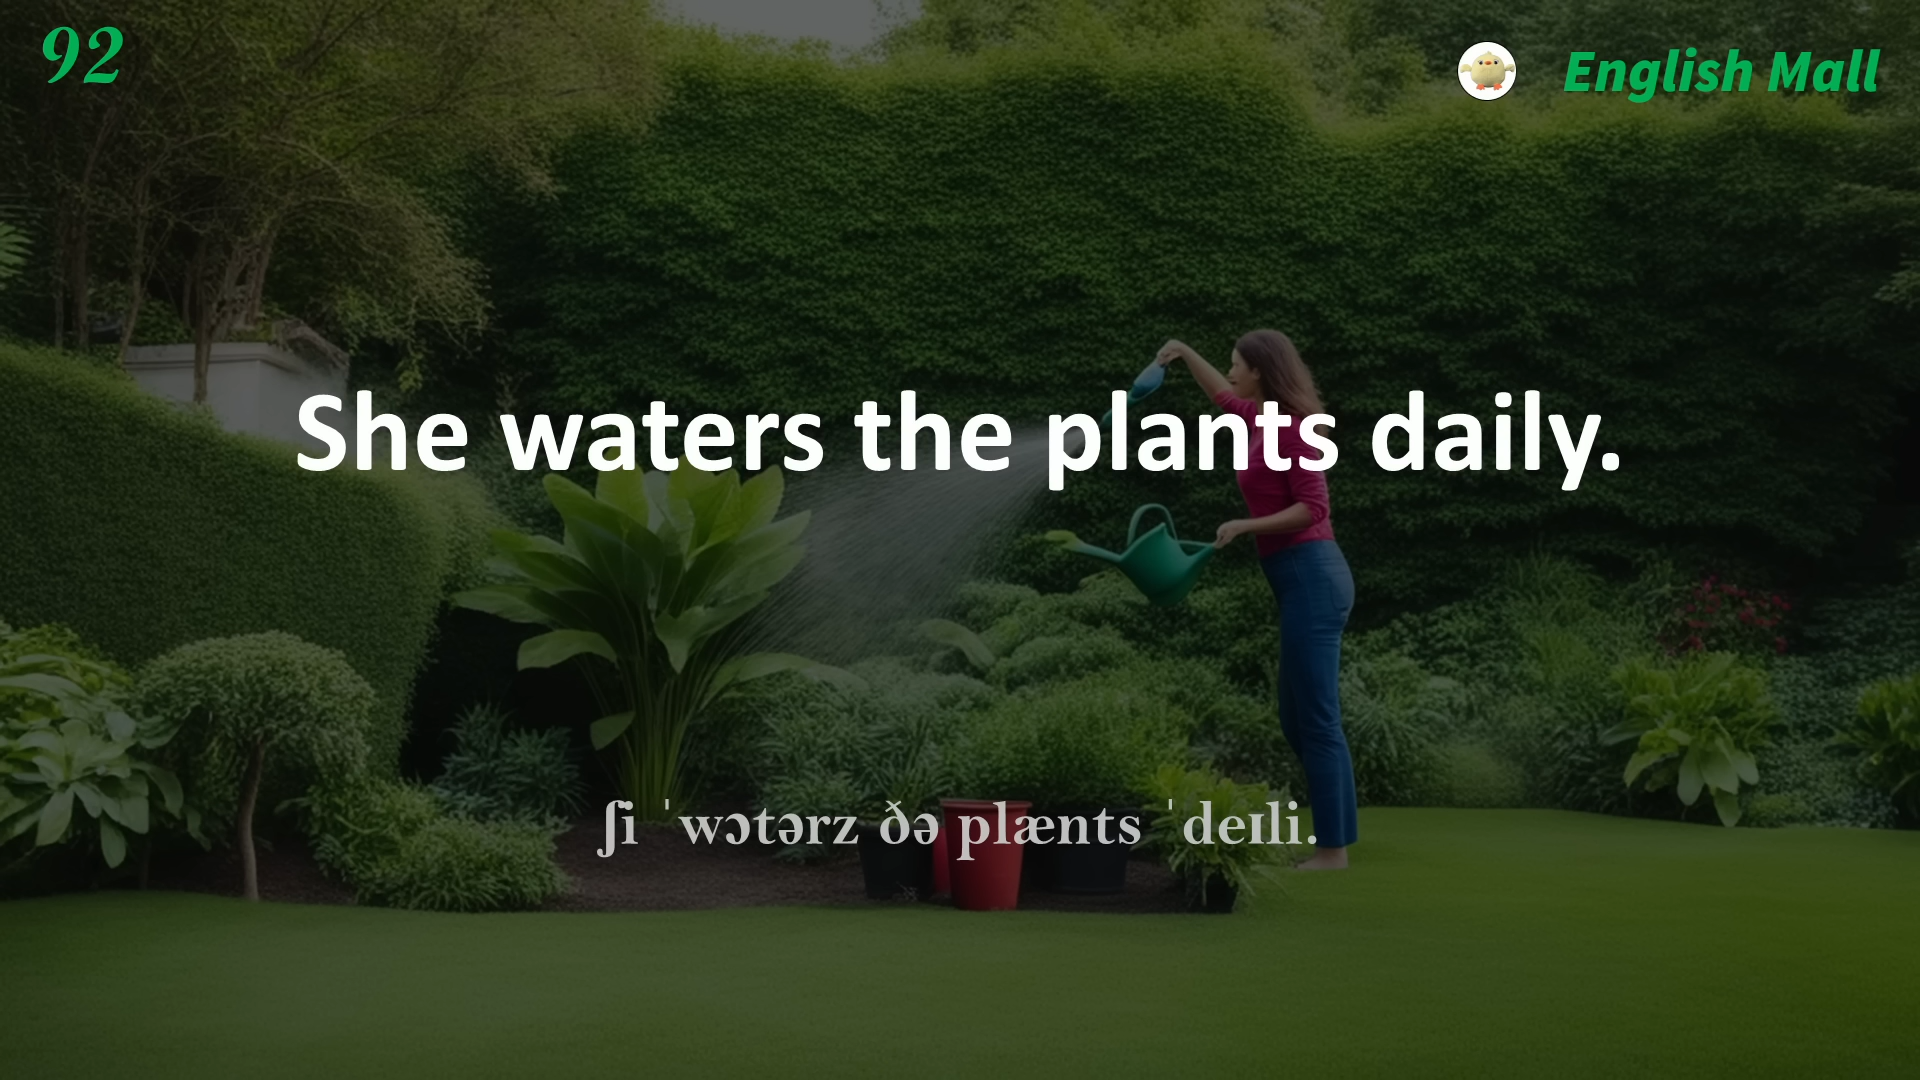 92
English Mall
She waters the plants daily.
ʃi ˈwɔtərz ðə plænts ˈdeɪli.